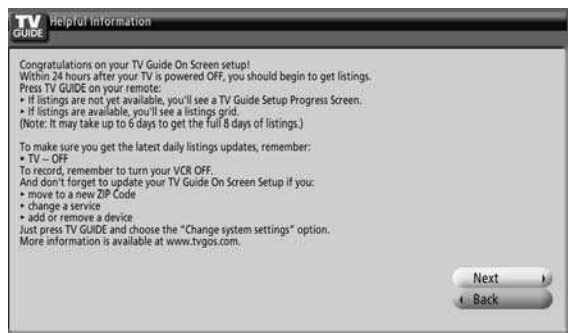 TV
GUIDE
Helpful Information
Congratulations on your TV Guide On Screen setup!
Within 24 hours after your TV is powered OFF, you should begin to get listings.
Press TV GUIDE on your remote:
▸ If listings are not yet available, you'll see a TV Guide Setup Progress Screen.
▸ If listings are available, you'll see a listings grid.
(Note: It may take up to 6 days to get the full 8 days of listings.)
To make sure you get the latest daily listings updates, remember:
▸ TV – OFF
To record, remember to turn your VCR OFF.
And don't forget to update your TV Guide On Screen Setup if you:
▸ move to a new ZIP Code
▸ change a service
▸ add or remove a device
Just press TV GUIDE and choose the "Change system settings" option.
More information is available at www.tvgos.com.
Next
Back